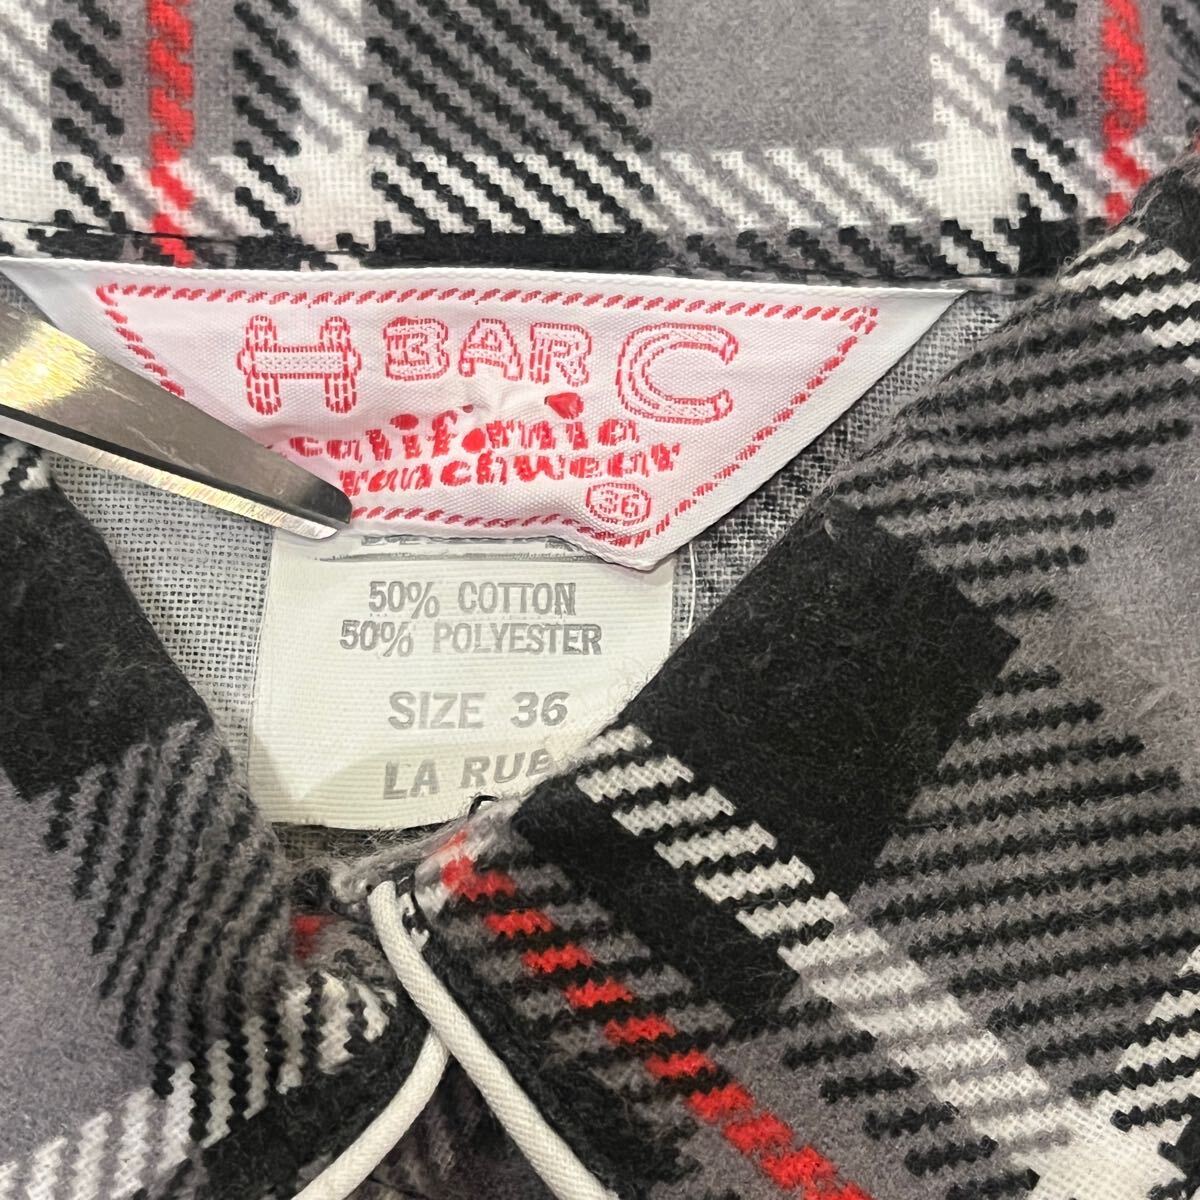 H BAR C
california
ranchwear
36
50% COTTON
50% POLYESTER
SIZE 36
LA RUE